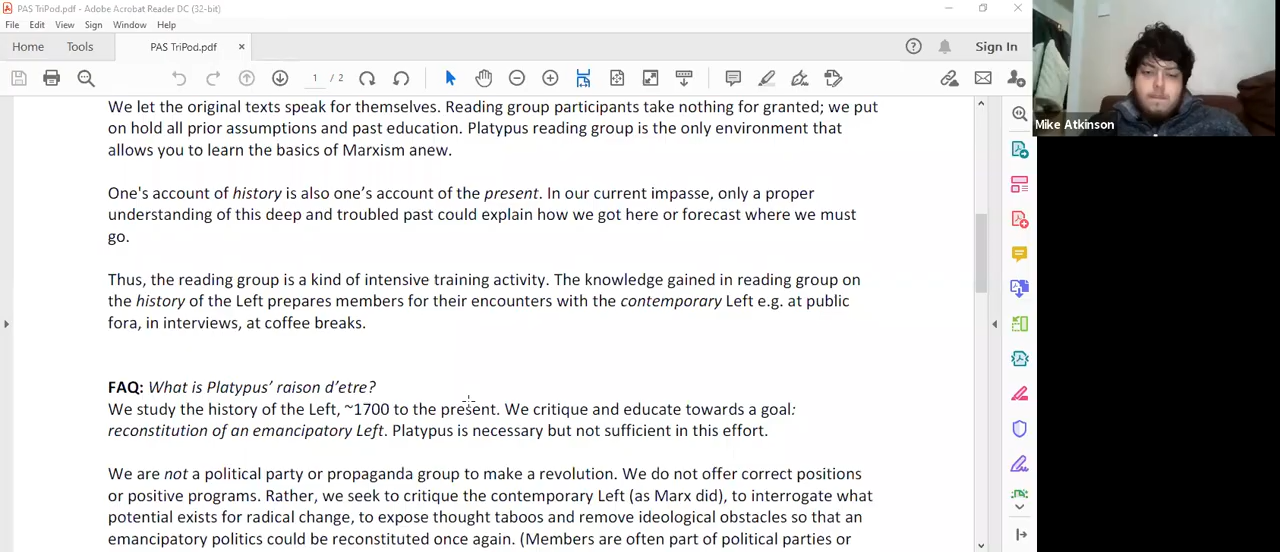 PAS TriPod.pdf - Adobe Acrobat Reader DC (32-bit)
File Edit View Sign Window Help
Home Tools PAS TriPod.pdf × Sign In
1 / 2
We let the original texts speak for themselves. Reading group participants take nothing for granted; we put
on hold all prior assumptions and past education. Platypus reading group is the only environment that
allows you to learn the basics of Marxism anew.
One's account of history is also one's account of the present. In our current impasse, only a proper
understanding of this deep and troubled past could explain how we got here or forecast where we must
go.
Thus, the reading group is a kind of intensive training activity. The knowledge gained in reading group on
the history of the Left prepares members for their encounters with the contemporary Left e.g. at public
fora, in interviews, at coffee breaks.
FAQ: What is Platypus' raison d'etre?
We study the history of the Left, ~1700 to the present. We critique and educate towards a goal:
reconstitution of an emancipatory Left. Platypus is necessary but not sufficient in this effort.
We are not a political party or propaganda group to make a revolution. We do not offer correct positions
or positive programs. Rather, we seek to critique the contemporary Left (as Marx did), to interrogate what
potential exists for radical change, to expose thought taboos and remove ideological obstacles so that an
emancipatory politics could be reconstituted once again. (Members are often part of political parties or
Mike Atkinson